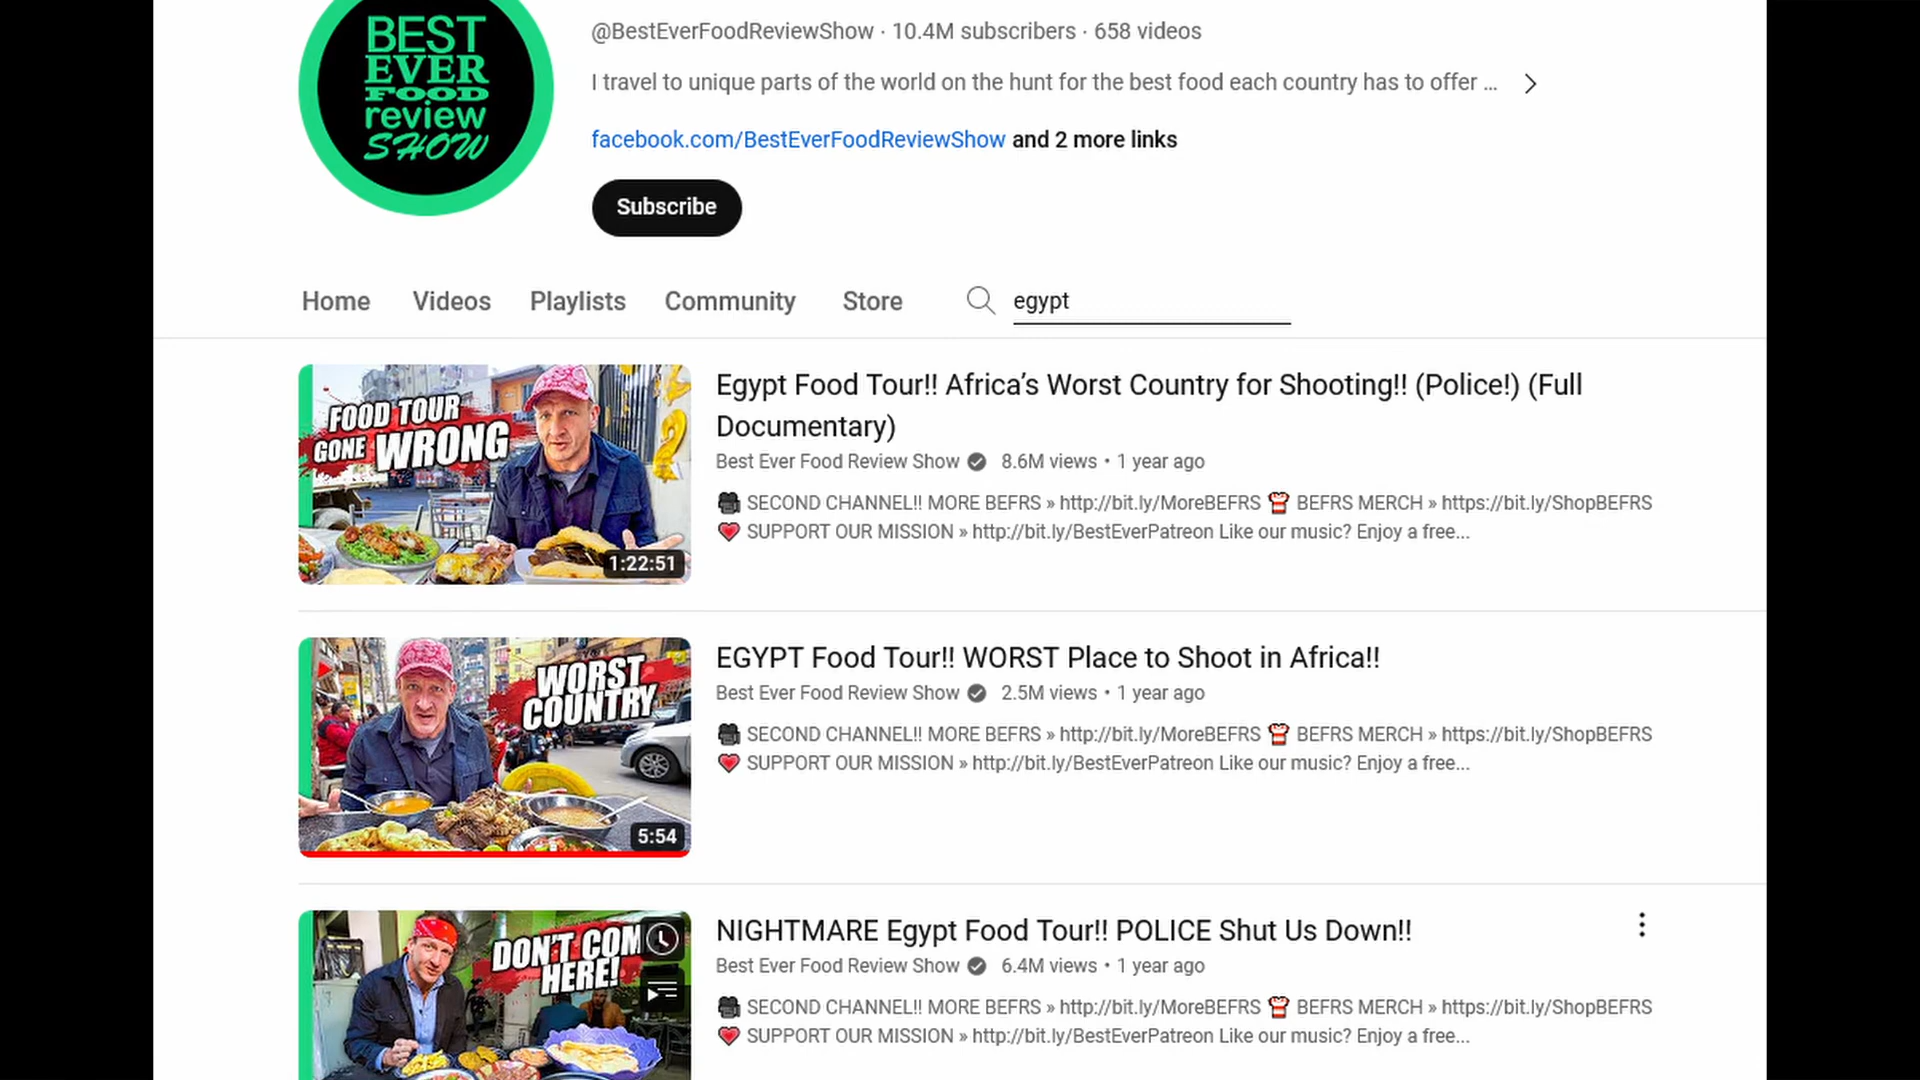 BEST
EVER
FOOD
review
SHOW
@BestEverFoodReviewShow · 10.4M subscribers · 658 videos
I travel to unique parts of the world on the hunt for the best food each country has to offer ...
facebook.com/BestEverFoodReviewShow and 2 more links
Subscribe
Home Videos Playlists Community Store egypt
FOOD TOUR
GONE WRONG
1:22:51
Egypt Food Tour!! Africa’s Worst Country for Shooting!! (Police!) (Full
Documentary)
Best Ever Food Review Show 8.6M views • 1 year ago
SECOND CHANNEL!! MORE BEFRS » http://bit.ly/MoreBEFRS BEFRS MERCH » https://bit.ly/ShopBEFRS
SUPPORT OUR MISSION » http://bit.ly/BestEverPatreon Like our music? Enjoy a free...
WORST
COUNTRY
5:54
EGYPT Food Tour!! WORST Place to Shoot in Africa!!
Best Ever Food Review Show 2.5M views • 1 year ago
SECOND CHANNEL!! MORE BEFRS » http://bit.ly/MoreBEFRS BEFRS MERCH » https://bit.ly/ShopBEFRS
SUPPORT OUR MISSION » http://bit.ly/BestEverPatreon Like our music? Enjoy a free...
DON'T COM
HERE!
NIGHTMARE Egypt Food Tour!! POLICE Shut Us Down!!
Best Ever Food Review Show 6.4M views • 1 year ago
SECOND CHANNEL!! MORE BEFRS » http://bit.ly/MoreBEFRS BEFRS MERCH » https://bit.ly/ShopBEFRS
SUPPORT OUR MISSION » http://bit.ly/BestEverPatreon Like our music? Enjoy a free...